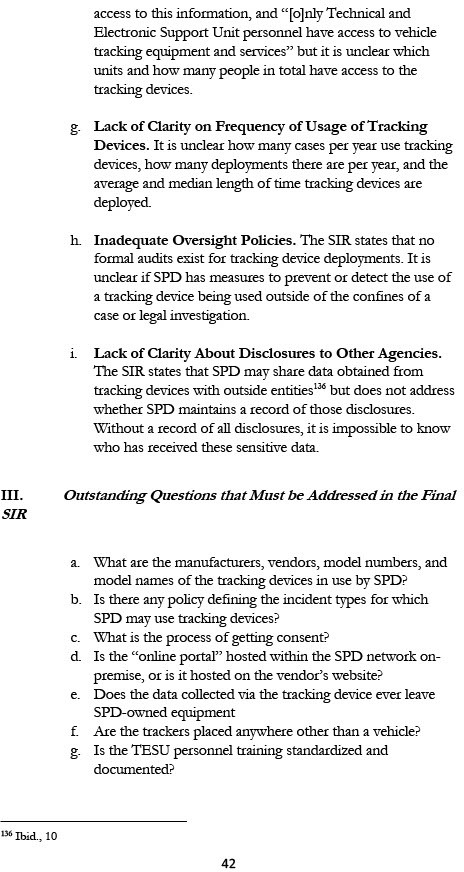 access to this information, and “[o]nly Technical and
Electronic Support Unit personnel have access to vehicle
tracking equipment and services” but it is unclear which
units and how many people in total have access to the
tracking devices.
g. Lack of Clarity on Frequency of Usage of Tracking
Devices. It is unclear how many cases per year use tracking
devices, how many deployments there are per year, and the
average and median length of time tracking devices are
deployed.
h. Inadequate Oversight Policies. The SIR states that no
formal audits exist for tracking device deployments. It is
unclear if SPD has measures to prevent or detect the use of
a tracking device being used outside of the confines of a
case or legal investigation.
i. Lack of Clarity About Disclosures to Other Agencies.
The SIR states that SPD may share data obtained from
tracking devices with outside entities136 but does not address
whether SPD maintains a record of those disclosures.
Without a record of all disclosures, it is impossible to know
who has received these sensitive data.
III. Outstanding Questions that Must be Addressed in the Final
SIR
a. What are the manufacturers, vendors, model numbers, and
model names of the tracking devices in use by SPD?
b. Is there any policy defining the incident types for which
SPD may use tracking devices?
c. What is the process of getting consent?
d. Is the “online portal” hosted within the SPD network on-
premise, or is it hosted on the vendor’s website?
e. Does the data collected via the tracking device ever leave
SPD-owned equipment
f. Are the trackers placed anywhere other than a vehicle?
g. Is the TESU personnel training standardized and
documented?
136 Ibid., 10
42